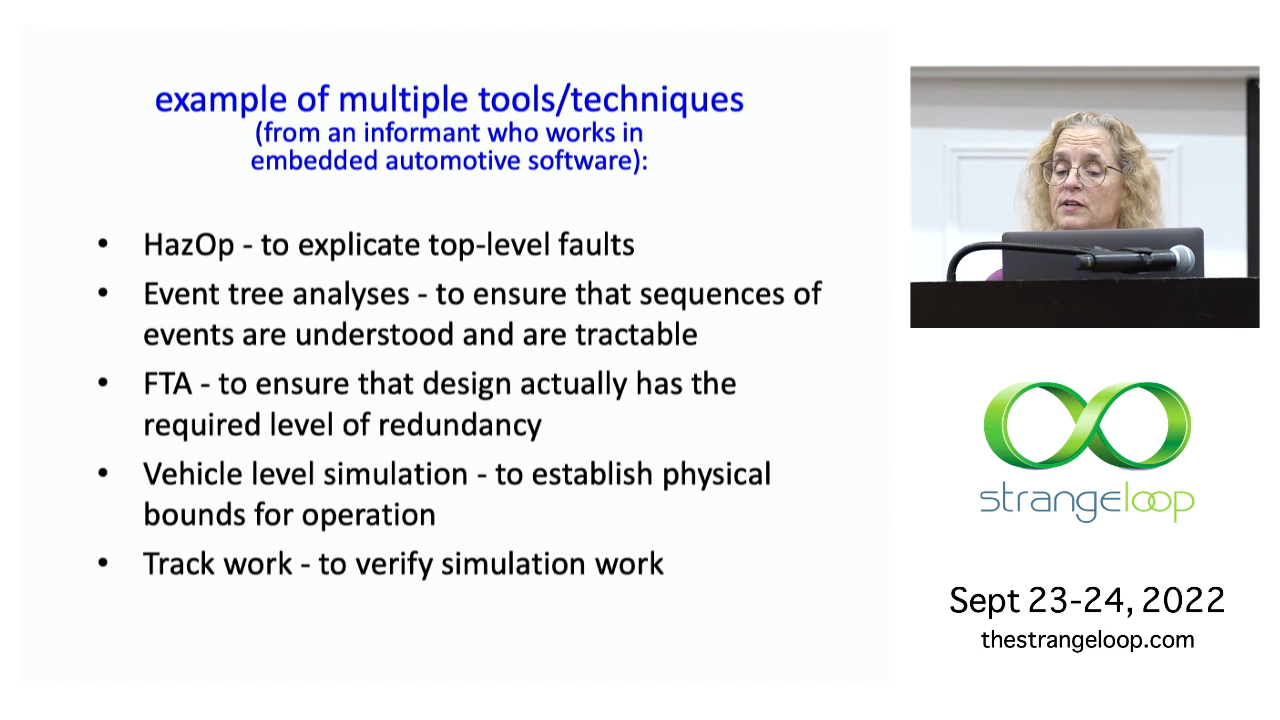 example of multiple tools/techniques
(from an informant who works in
embedded automotive software):
• HazOp - to explicate top-level faults
• Event tree analyses - to ensure that sequences of
events are understood and are tractable
• FTA - to ensure that design actually has the
required level of redundancy
• Vehicle level simulation - to establish physical
bounds for operation
• Track work - to verify simulation work
strangeloop
Sept 23-24, 2022
thestrangeloop.com